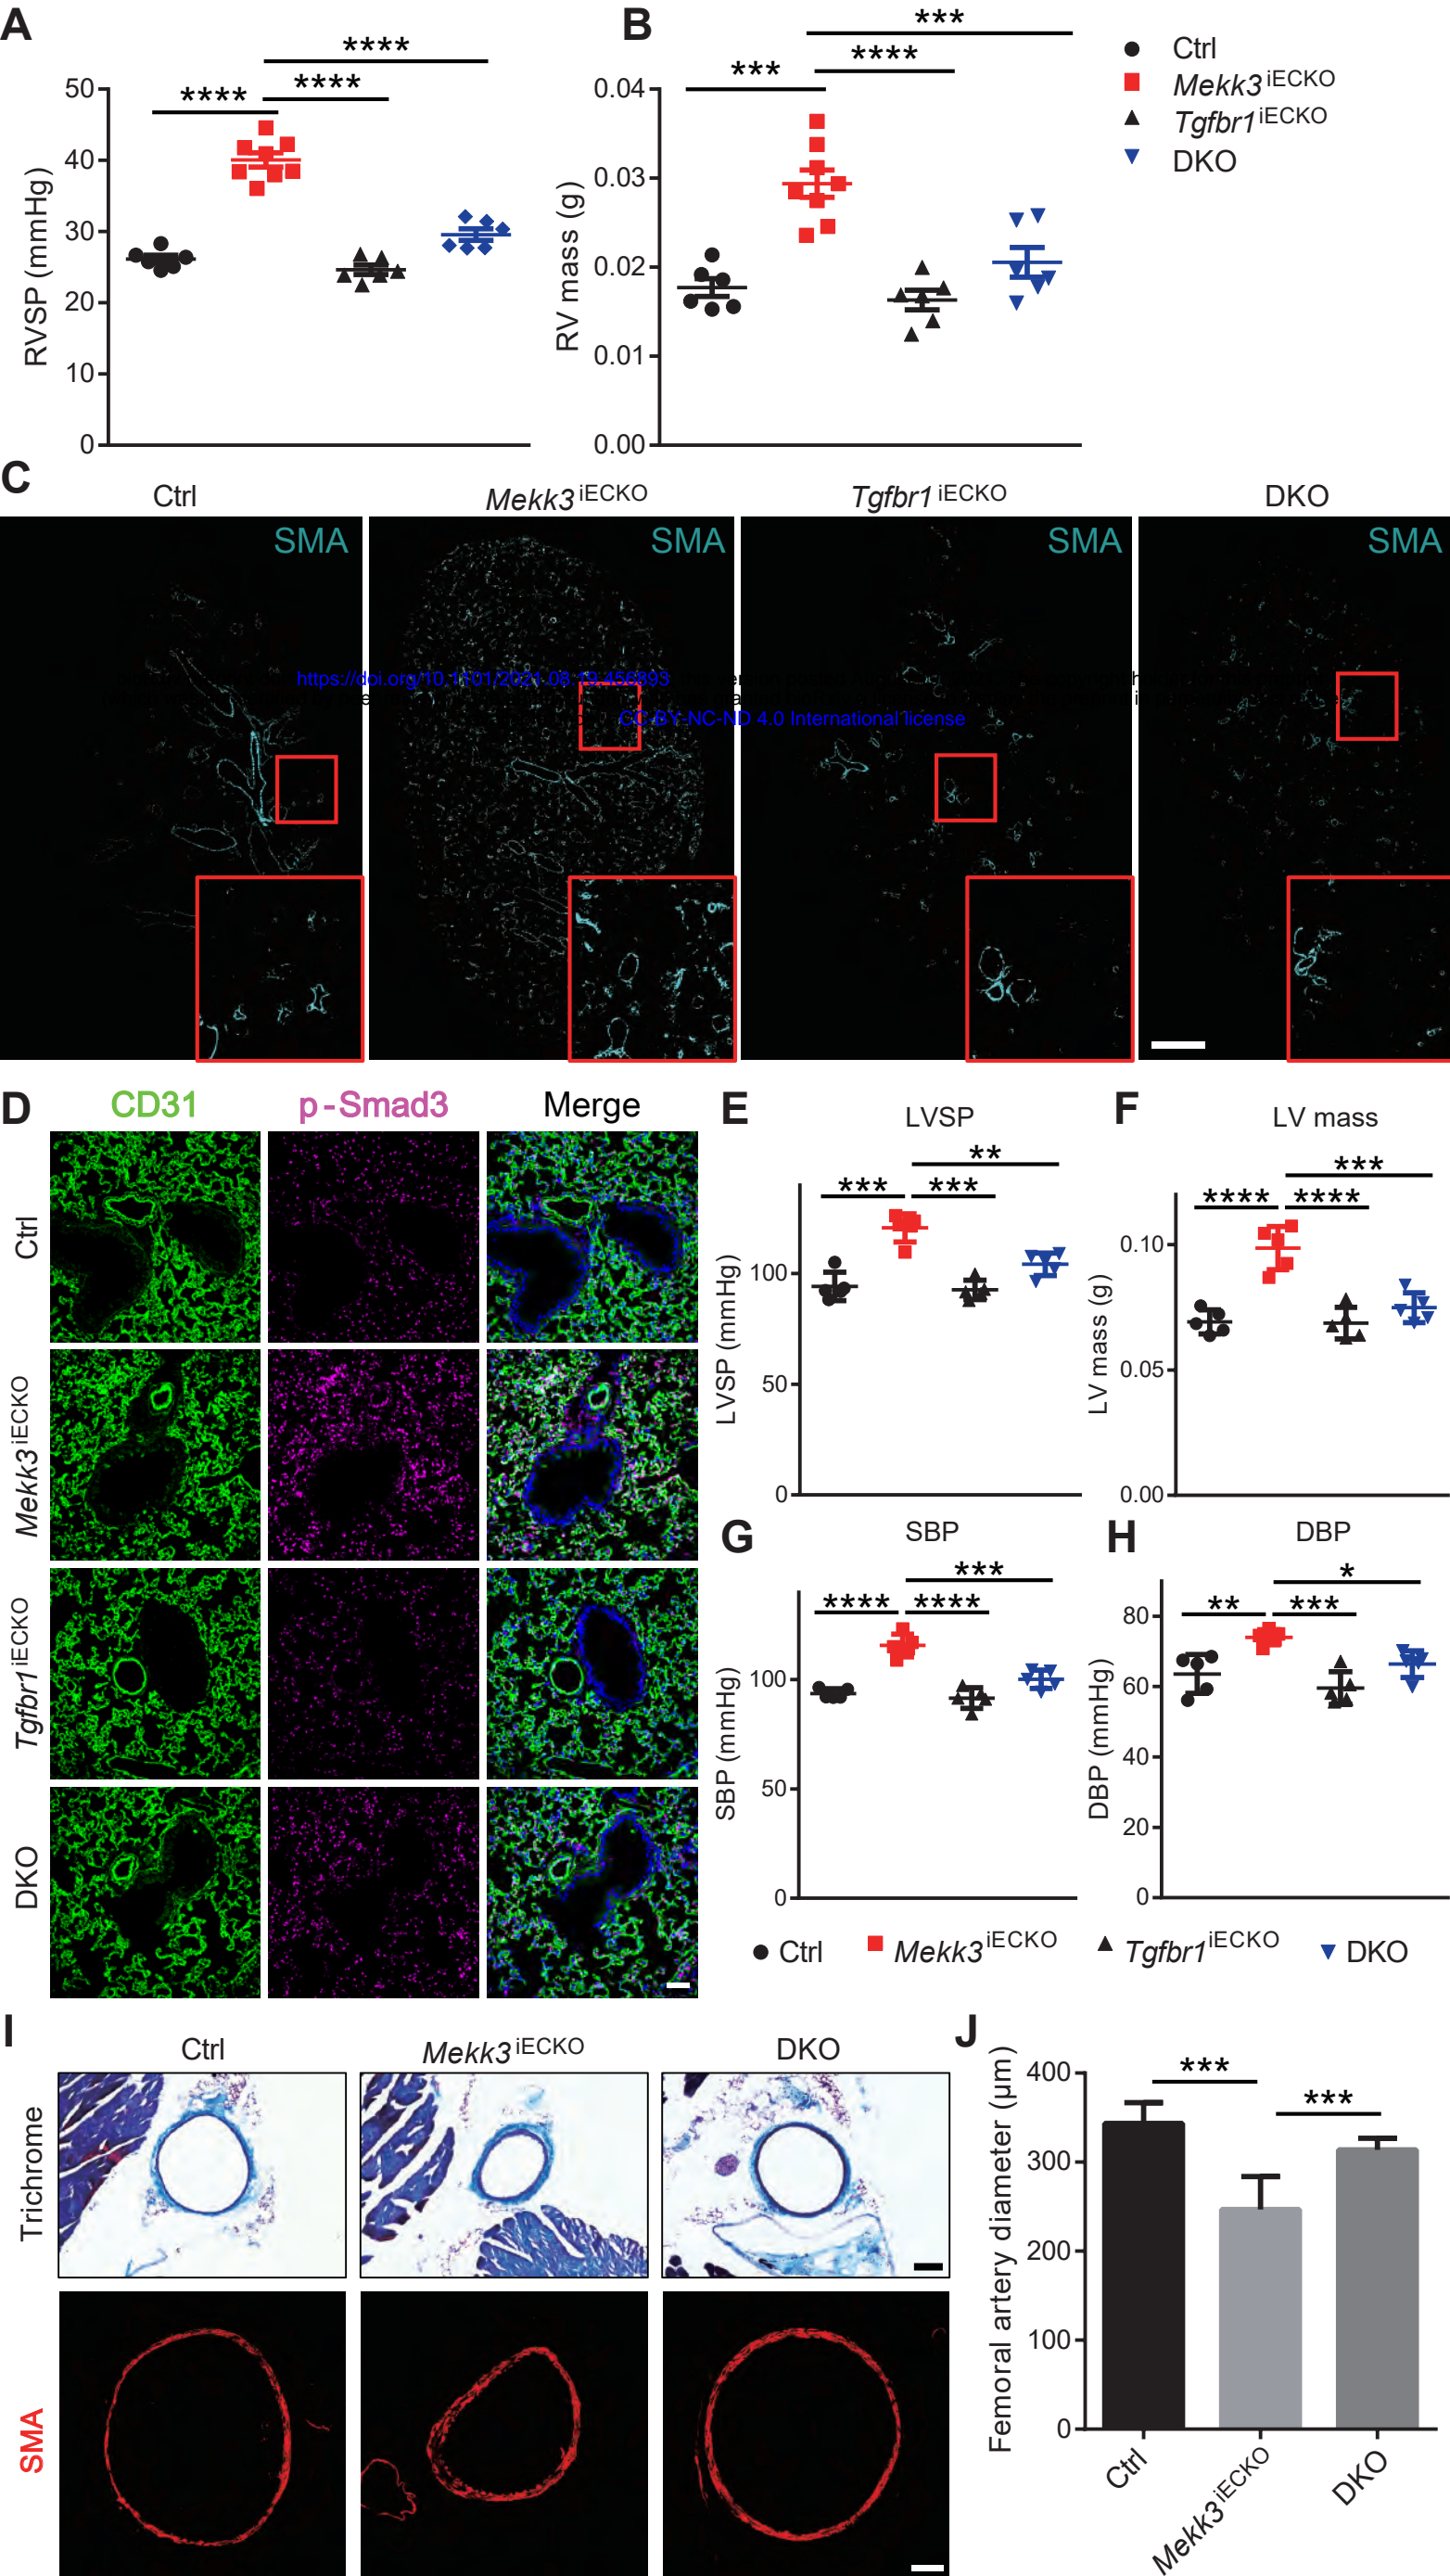 A
B
****
****
****
50
40
30
20
10
0
RVSP (mmHg)
***
****
***
0.04
0.03
0.02
0.01
0.00
RV mass (g)
Ctrl
Mekk3 iECKO
Tgfbr1 iECKO
DKO
C
Ctrl
Mekk3 iECKO
Tgfbr1 iECKO
DKO
SMA
SMA
SMA
SMA
https://doi.org/10.1101/2021.08.19.456893
CC-BY-NC-ND 4.0 International license
D
CD31
p-Smad3
Merge
Ctrl
Mekk3 iECKO
Tgfbr1 iECKO
DKO
E
LVSP
**
***
***
100
50
0
LVSP (mmHg)
F
LV mass
***
****
****
0.10
0.05
0.00
LV mass (g)
G
SBP
***
****
****
100
50
0
SBP (mmHg)
H
DBP
*
**
***
80
60
40
20
0
DBP (mmHg)
Ctrl
Mekk3 iECKO
Tgfbr1 iECKO
DKO
I
Ctrl
Mekk3 iECKO
DKO
Trichrome
SMA
J
***
***
400
300
200
100
0
Femoral artery diameter (µm)
Ctrl
Mekk3 iECKO
DKO